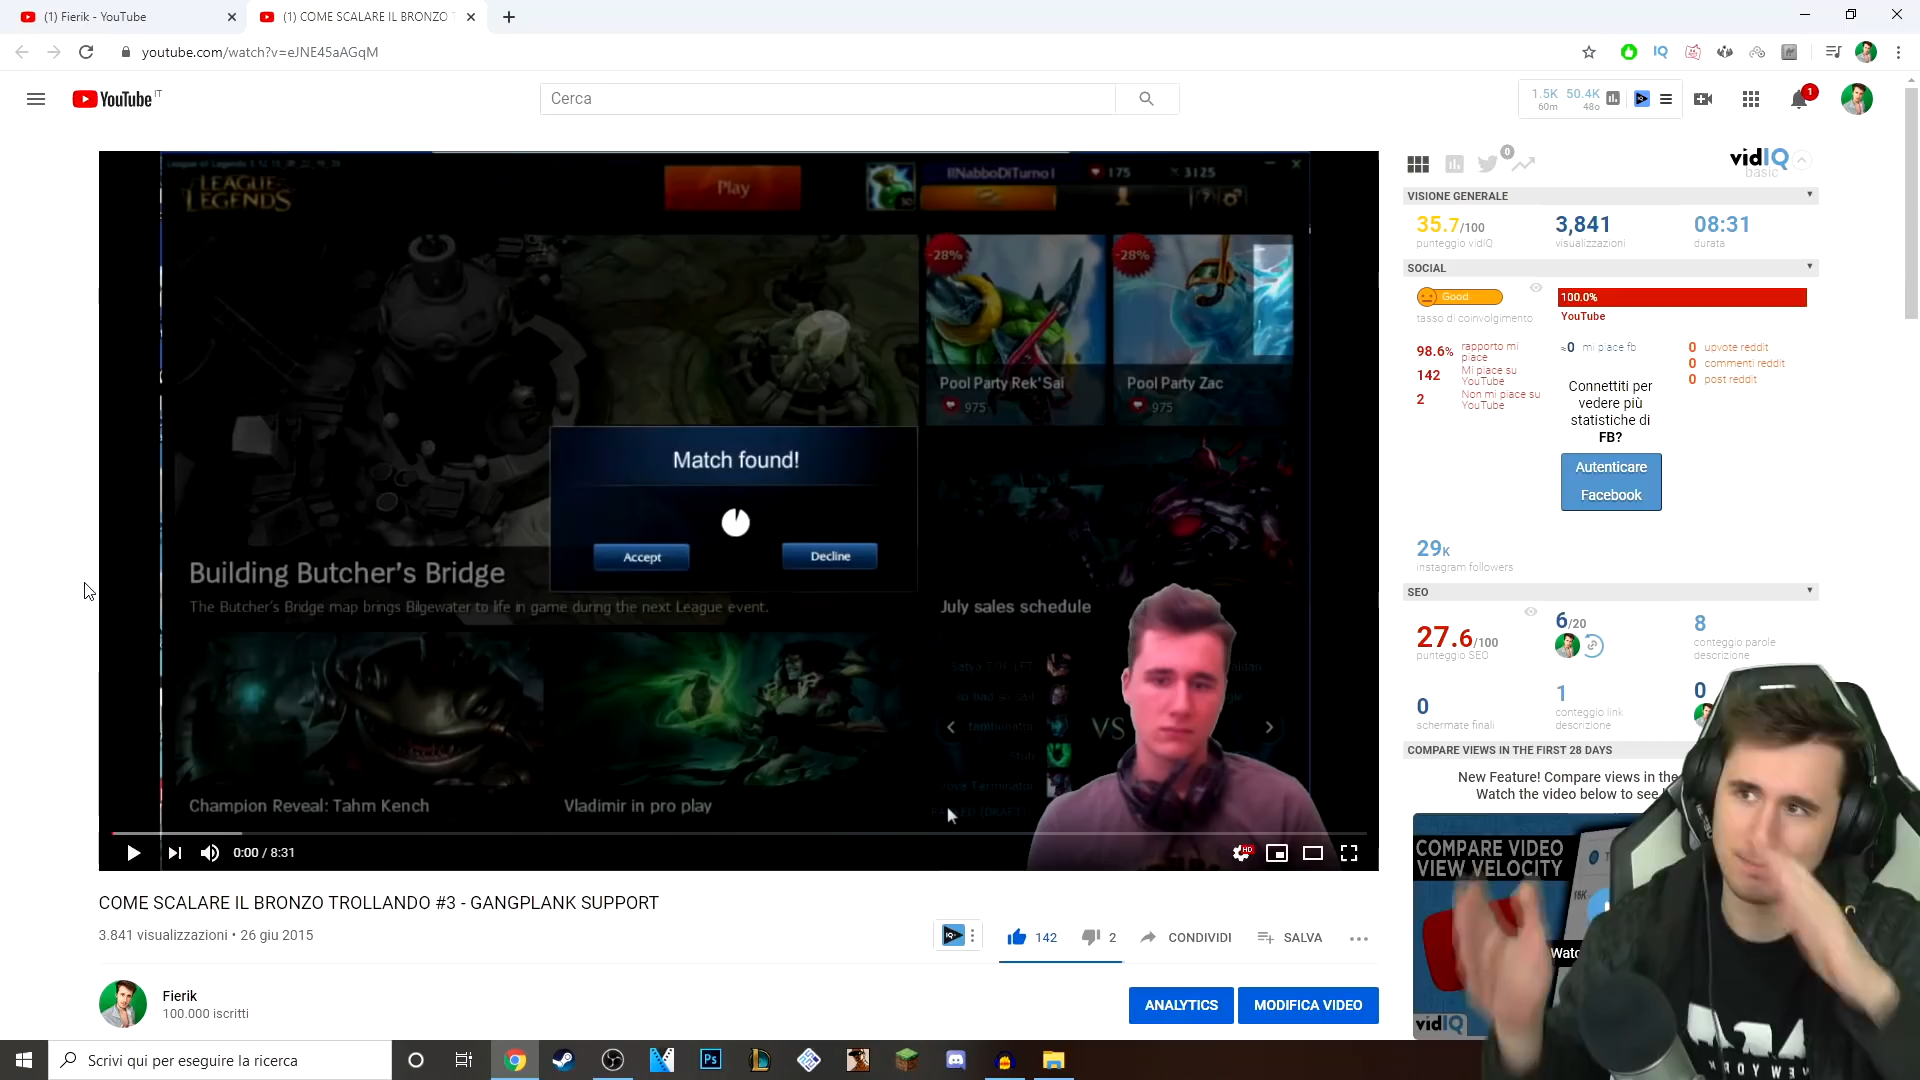 (1) Fierik - YouTube
(1) COME SCALARE IL BRONZO T
youtube.com/watch?v=eJNE45aAGqM
IQ
YouTube IT
Cerca
1.5K 50.4K
60m 48o
1
LEAGUE OF LEGENDS
Play
IlNabboDiTurno1
175
3125
-28%
-28%
Pool Party Rek'Sai
Pool Party Zac
975
975
Match found!
Accept
Decline
Building Butcher's Bridge
The Butcher's Bridge map brings Bilgewater to life in game during the next League event.
July sales schedule
VS
Champion Reveal: Tahm Kench
Vladimir in pro play
0:00 / 8:31
HD
COME SCALARE IL BRONZO TROLLANDO #3 - GANGPLANK SUPPORT
3.841 visualizzazioni • 26 giu 2015
142
2
CONDIVIDI
SALVA
Fierik
100.000 iscritti
ANALYTICS
MODIFICA VIDEO
0
vidIQ
basic
VISIONE GENERALE
35.7/100
3,841
08:31
punteggio vidIQ
visualizzazioni
durata
SOCIAL
Good
100.0%
tasso di coinvolgimento
YouTube
98.6% rapporto mi piace
142 Mi piace su YouTube
2 Non mi piace su YouTube
≈0 mi piace fb
0 upvote reddit
0 commenti reddit
0 post reddit
Connettiti per
vedere più
statistiche di
FB?
Autenticare
Facebook
29K
instagram followers
SEO
27.6/100
6/20
8
punteggio SEO
conteggio parole
descrizione
0
1
0
schermate finali
conteggio link
descrizione
COMPARE VIEWS IN THE FIRST 28 DAYS
New Feature! Compare views in the
Watch the video below to see
COMPARE VIDEO
VIEW VELOCITY
Watc
vidIQ
Scrivi qui per eseguire la ricerca
Ps